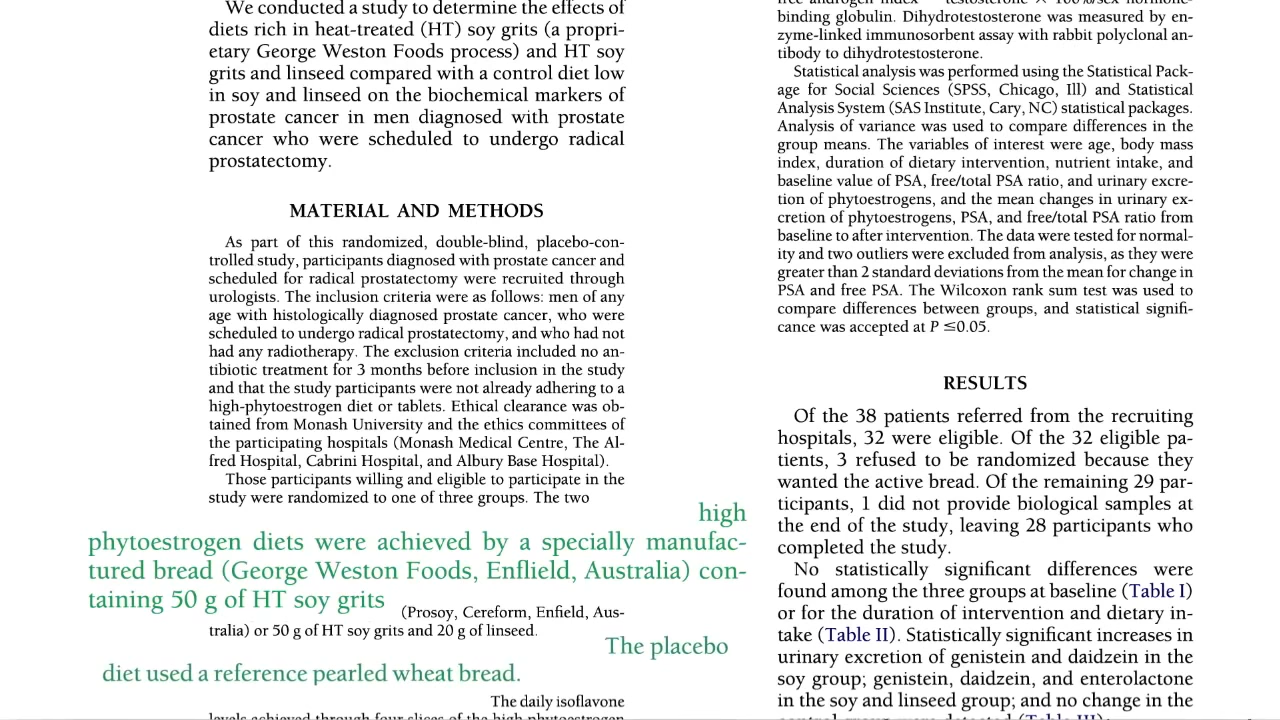 We conducted a study to determine the effects of
diets rich in heat-treated (HT) soy grits (a propri-
etary George Weston Foods process) and HT soy
grits and linseed compared with a control diet low
in soy and linseed on the biochemical markers of
prostate cancer in men diagnosed with prostate
cancer who were scheduled to undergo radical
prostatectomy.
MATERIAL AND METHODS
As part of this randomized, double-blind, placebo-con-
trolled study, participants diagnosed with prostate cancer and
scheduled for radical prostatectomy were recruited through
urologists. The inclusion criteria were as follows: men of any
age with histologically diagnosed prostate cancer, who were
scheduled to undergo radical prostatectomy, and who had not
had any radiotherapy. The exclusion criteria included no an-
tibiotic treatment for 3 months before inclusion in the study
and that the study participants were not already adhering to a
high-phytoestrogen diet or tablets. Ethical clearance was ob-
tained from Monash University and the ethics committees of
the participating hospitals (Monash Medical Centre, The Al-
fred Hospital, Cabrini Hospital, and Albury Base Hospital).
Those participants willing and eligible to participate in the
study were randomized to one of three groups. The two
high
phytoestrogen diets were achieved by a specially manufac-
tured bread (George Weston Foods, Enflield, Australia) con-
taining 50 g of HT soy grits
(Prosoy, Cereform, Enfield, Aus-
tralia) or 50 g of HT soy grits and 20 g of linseed.
The placebo
diet used a reference pearled wheat bread.
The daily isoflavone
levels achieved through four slices of the high-phytoestrogen
free androgen index
testosterone × 100%/sex hormone-
binding globulin. Dihydrotestosterone was measured by en-
zyme-linked immunosorbent assay with rabbit polyclonal an-
tibody to dihydrotestosterone.
Statistical analysis was performed using the Statistical Pack-
age for Social Sciences (SPSS, Chicago, Ill) and Statistical
Analysis System (SAS Institute, Cary, NC) statistical packages.
Analysis of variance was used to compare differences in the
group means. The variables of interest were age, body mass
index, duration of dietary intervention, nutrient intake, and
baseline value of PSA, free/total PSA ratio, and urinary excre-
tion of phytoestrogens, and the mean changes in urinary ex-
cretion of phytoestrogens, PSA, and free/total PSA ratio from
baseline to after intervention. The data were tested for normal-
ity and two outliers were excluded from analysis, as they were
greater than 2 standard deviations from the mean for change in
PSA and free PSA. The Wilcoxon rank sum test was used to
compare differences between groups, and statistical signifi-
cance was accepted at P ≤0.05.
RESULTS
Of the 38 patients referred from the recruiting
hospitals, 32 were eligible. Of the 32 eligible pa-
tients, 3 refused to be randomized because they
wanted the active bread. Of the remaining 29 par-
ticipants, 1 did not provide biological samples at
the end of the study, leaving 28 participants who
completed the study.
No statistically significant differences were
found among the three groups at baseline (Table I)
or for the duration of intervention and dietary in-
take (Table II). Statistically significant increases in
urinary excretion of genistein and daidzein in the
soy group; genistein, daidzein, and enterolactone
in the soy and linseed group; and no change in the
control group were detected (Table III).